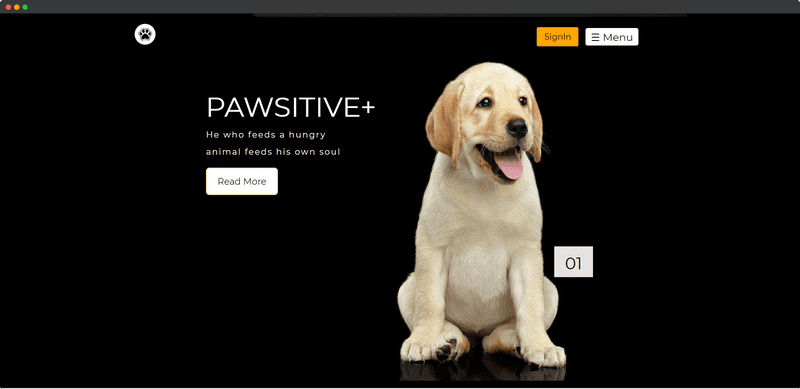 SignIn
☰ Menu
PAWSITIVE+
He who feeds a hungry
animal feeds his own soul
Read More
01